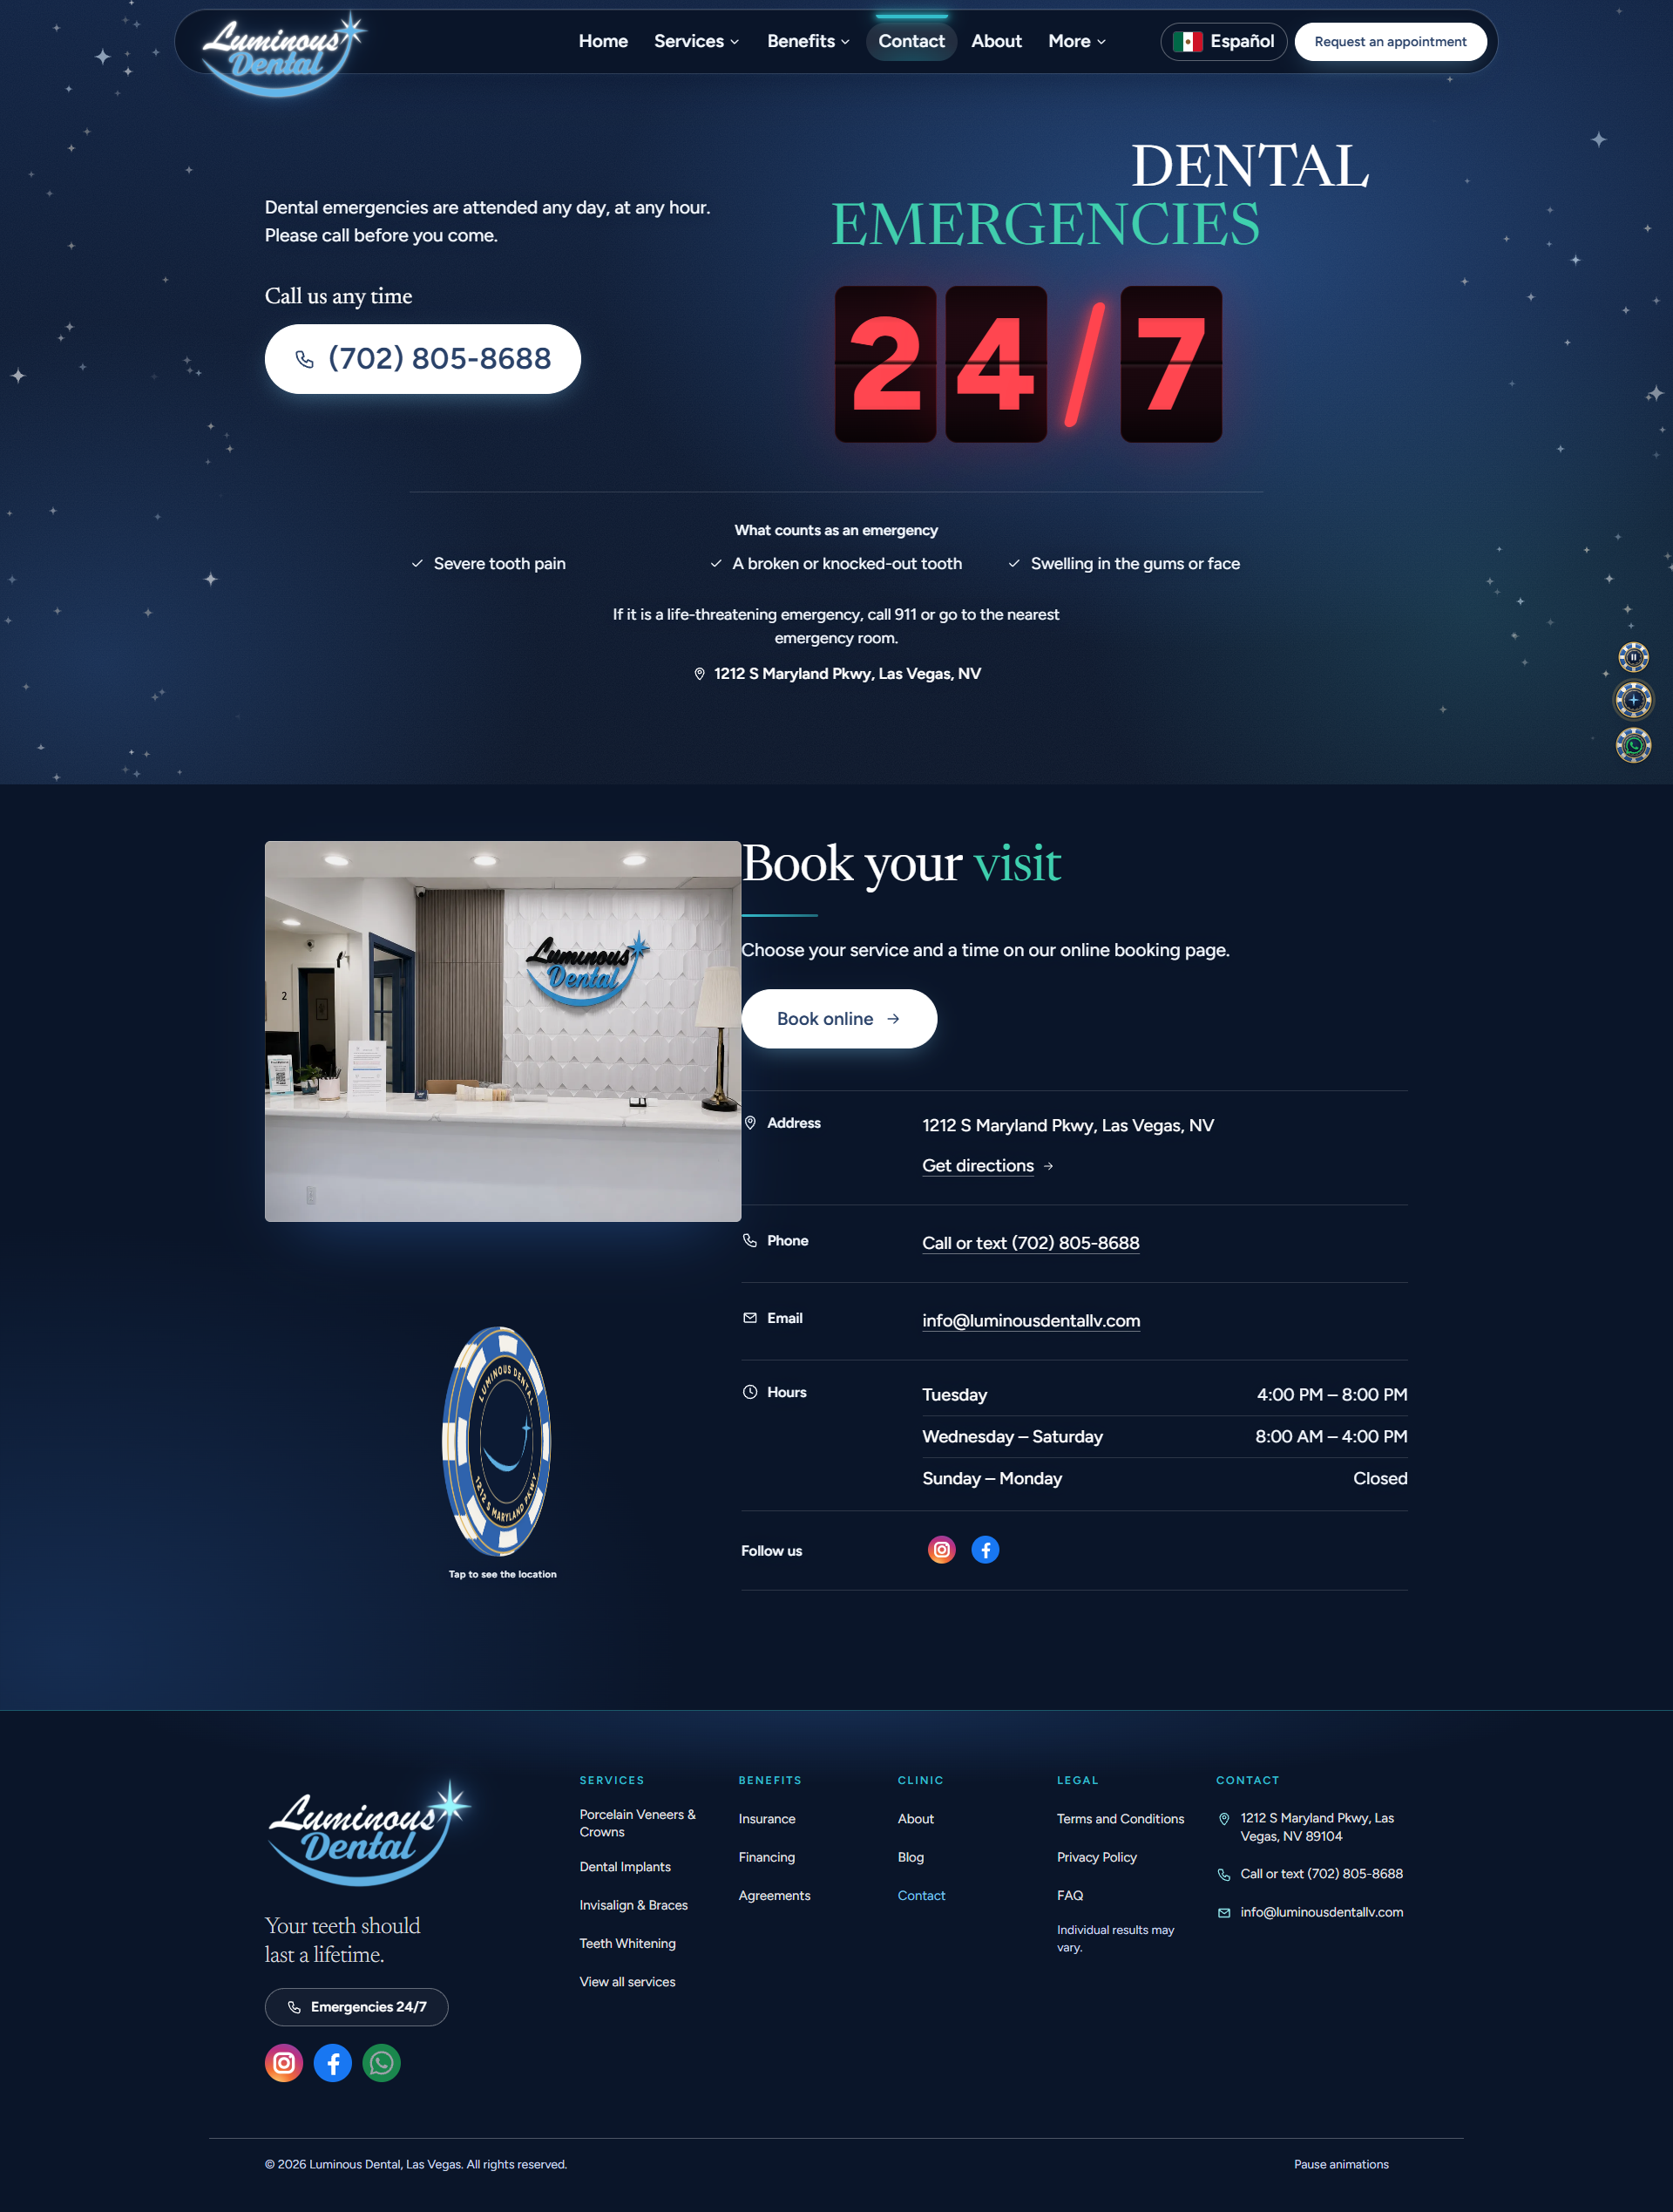 Luminous
Dental
Home
Services
Benefits
Contact
About
More
Español
Request an appointment
DENTAL
EMERGENCIES
Dental emergencies are attended any day, at any hour.
Please call before you come.
Call us any time
(702) 805-8688
24/7
What counts as an emergency
Severe tooth pain
A broken or knocked-out tooth
Swelling in the gums or face
If it is a life-threatening emergency, call 911 or go to the nearest
emergency room.
1212 S Maryland Pkwy, Las Vegas, NV
Luminous
Dental
2
Book your visit
Choose your service and a time on our online booking page.
Book online
Address
1212 S Maryland Pkwy, Las Vegas, NV
Get directions
Phone
Call or text (702) 805-8688
Email
info@luminousdentallv.com
Hours
Tuesday
4:00 PM – 8:00 PM
Wednesday – Saturday
8:00 AM – 4:00 PM
Sunday – Monday
Closed
Follow us
LUMINOUS DENTAL
1212 S MARYLAND PKWY
Tap to see the location
Luminous
Dental
Your teeth should
last a lifetime.
Emergencies 24/7
SERVICES
Porcelain Veneers &
Crowns
Dental Implants
Invisalign & Braces
Teeth Whitening
View all services
BENEFITS
Insurance
Financing
Agreements
CLINIC
About
Blog
Contact
LEGAL
Terms and Conditions
Privacy Policy
FAQ
Individual results may
vary.
CONTACT
1212 S Maryland Pkwy, Las
Vegas, NV 89104
Call or text (702) 805-8688
info@luminousdentallv.com
© 2026 Luminous Dental, Las Vegas. All rights reserved.
Pause animations